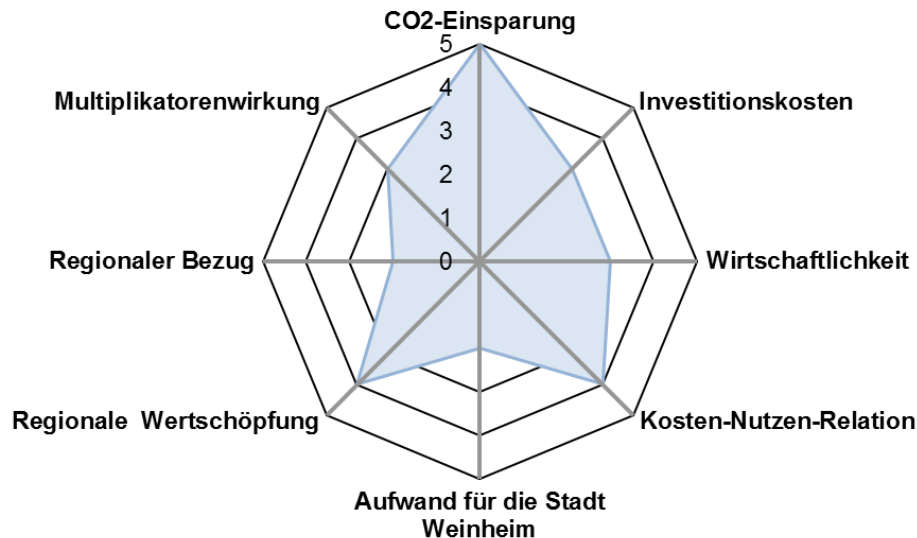 CO2-Einsparung
5
4
3
2
1
0
Multiplikatorenwirkung
Investitionskosten
Regionaler Bezug
Wirtschaftlichkeit
Regionale Wertschöpfung
Kosten-Nutzen-Relation
Aufwand für die Stadt
Weinheim